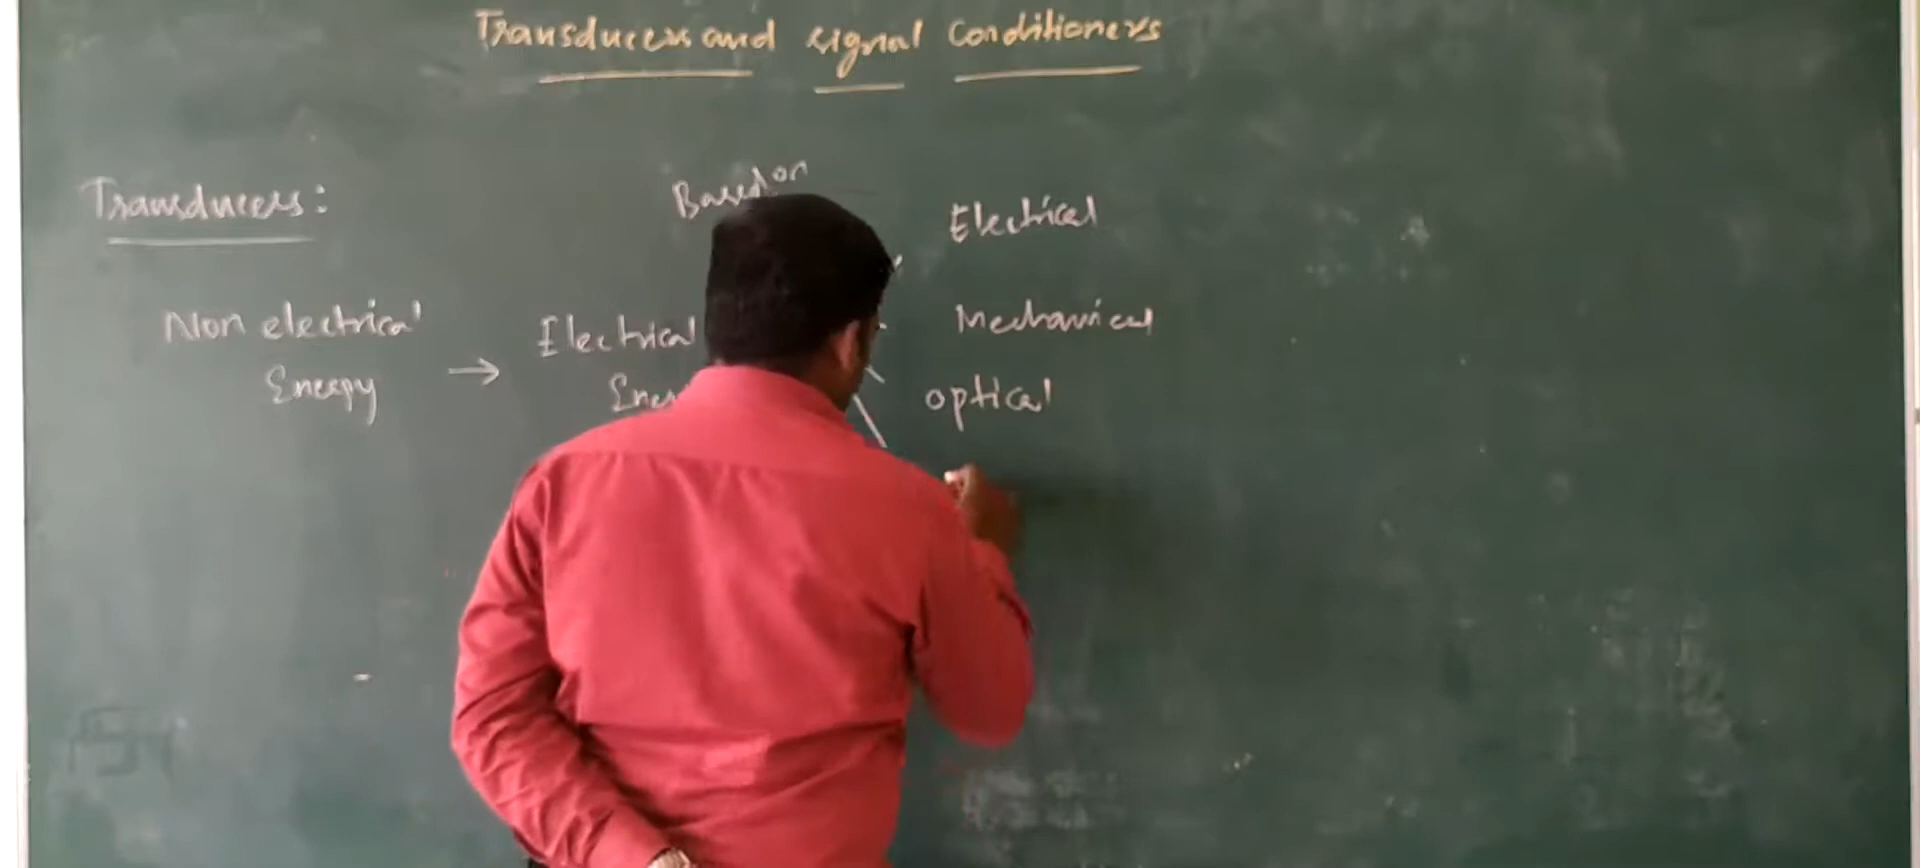 Transducers and signal Conditioners
Transducers:
Based on
Electrical
Non electrical
Energy
→
Electrical
Mechanical
optical